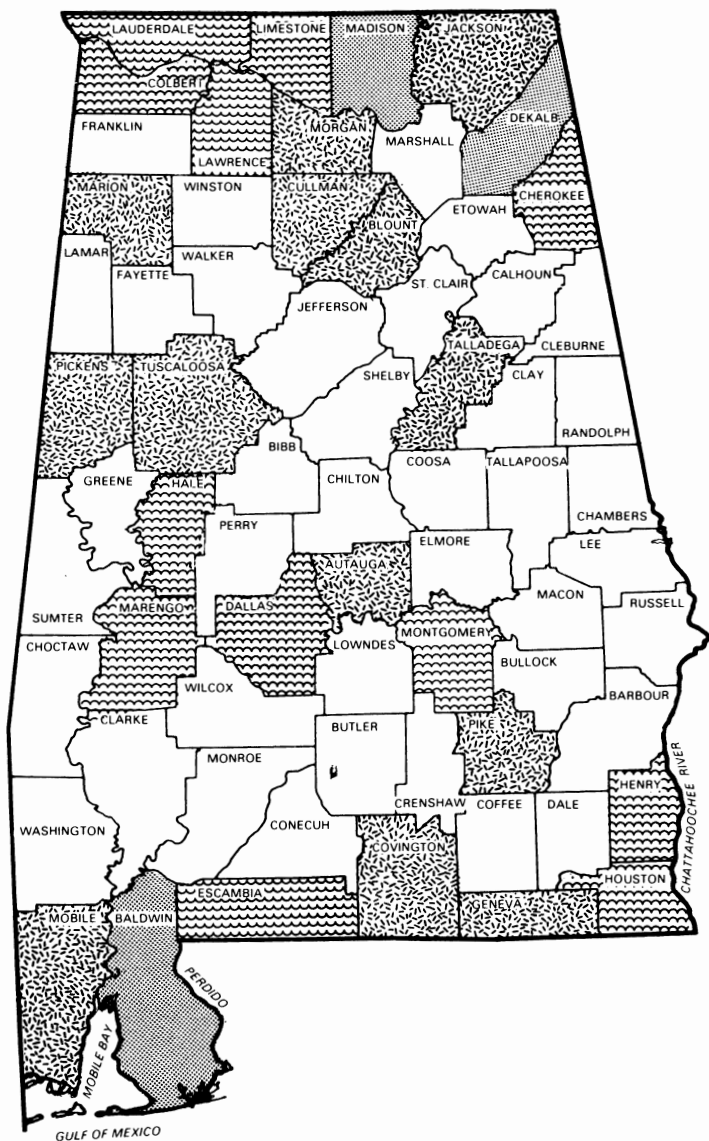 LAUDERDALE
LIMESTONE
MADISON
JACKSON
COLBERT
FRANKLIN
LAWRENCE
MORGAN
MARSHALL
DEKALB
MARION
WINSTON
CULLMAN
BLOUNT
ETOWAH
CHEROKEE
LAMAR
FAYETTE
WALKER
JEFFERSON
ST. CLAIR
CALHOUN
CLEBURNE
PICKENS
TUSCALOOSA
SHELBY
TALLADEGA
CLAY
RANDOLPH
GREENE
HALE
BIBB
CHILTON
COOSA
TALLAPOOSA
CHAMBERS
PERRY
AUTAUGA
ELMORE
LEE
SUMTER
MARENGO
DALLAS
LOWNDES
MONTGOMERY
MACON
RUSSELL
CHOCTAW
WILCOX
BULLOCK
BARBOUR
CLARKE
MONROE
BUTLER
PIKE
CRENSHAW
COFFEE
DALE
HENRY
CHATTAHOOCHEE RIVER
WASHINGTON
CONECUH
COVINGTON
ESCAMBIA
GENEVA
HOUSTON
MOBILE
BALDWIN
PERDIDO
MOBILE BAY
GULF OF MEXICO